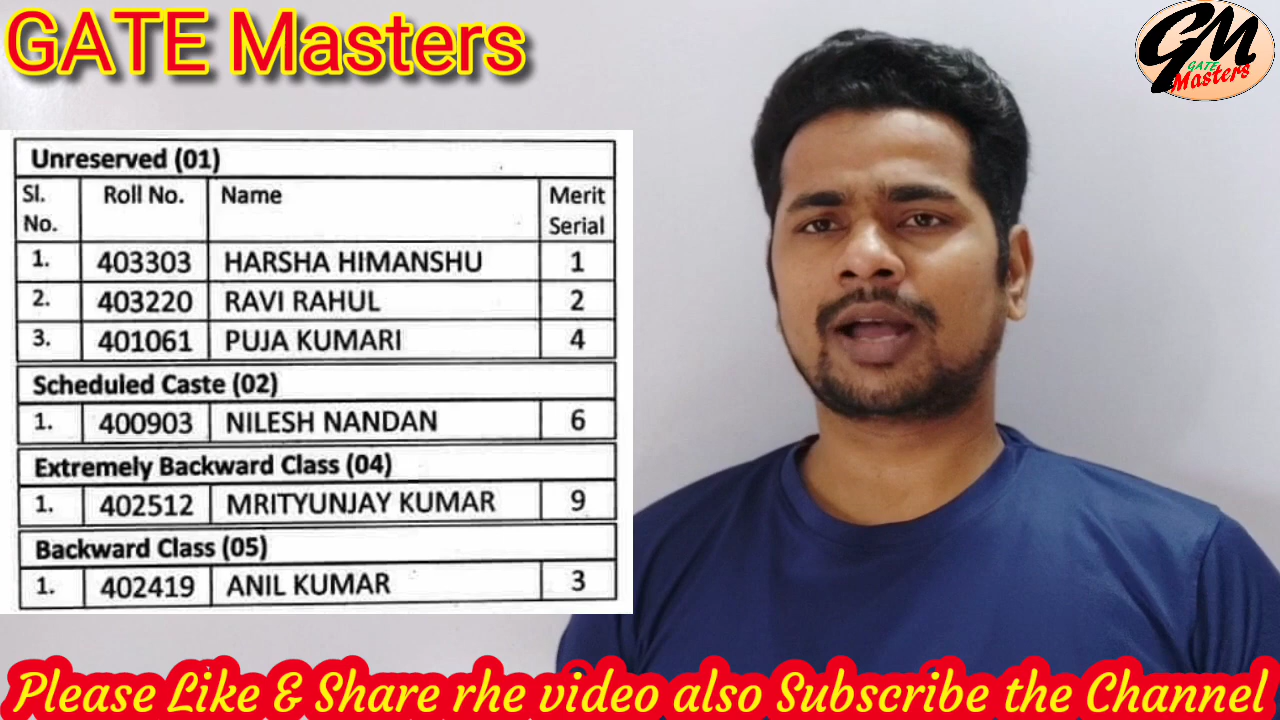 GATE Masters
GM
GATE
Masters
Unreserved (01)
Sl. No. Roll No. Name Merit Serial
1. 403303 HARSHA HIMANSHU 1
2. 403220 RAVI RAHUL 2
3. 401061 PUJA KUMARI 4
Scheduled Caste (02)
1. 400903 NILESH NANDAN 6
Extremely Backward Class (04)
1. 402512 MRITYUNJAY KUMAR 9
Backward Class (05)
1. 402419 ANIL KUMAR 3
Please Like & Share rhe video also Subscribe the Channel